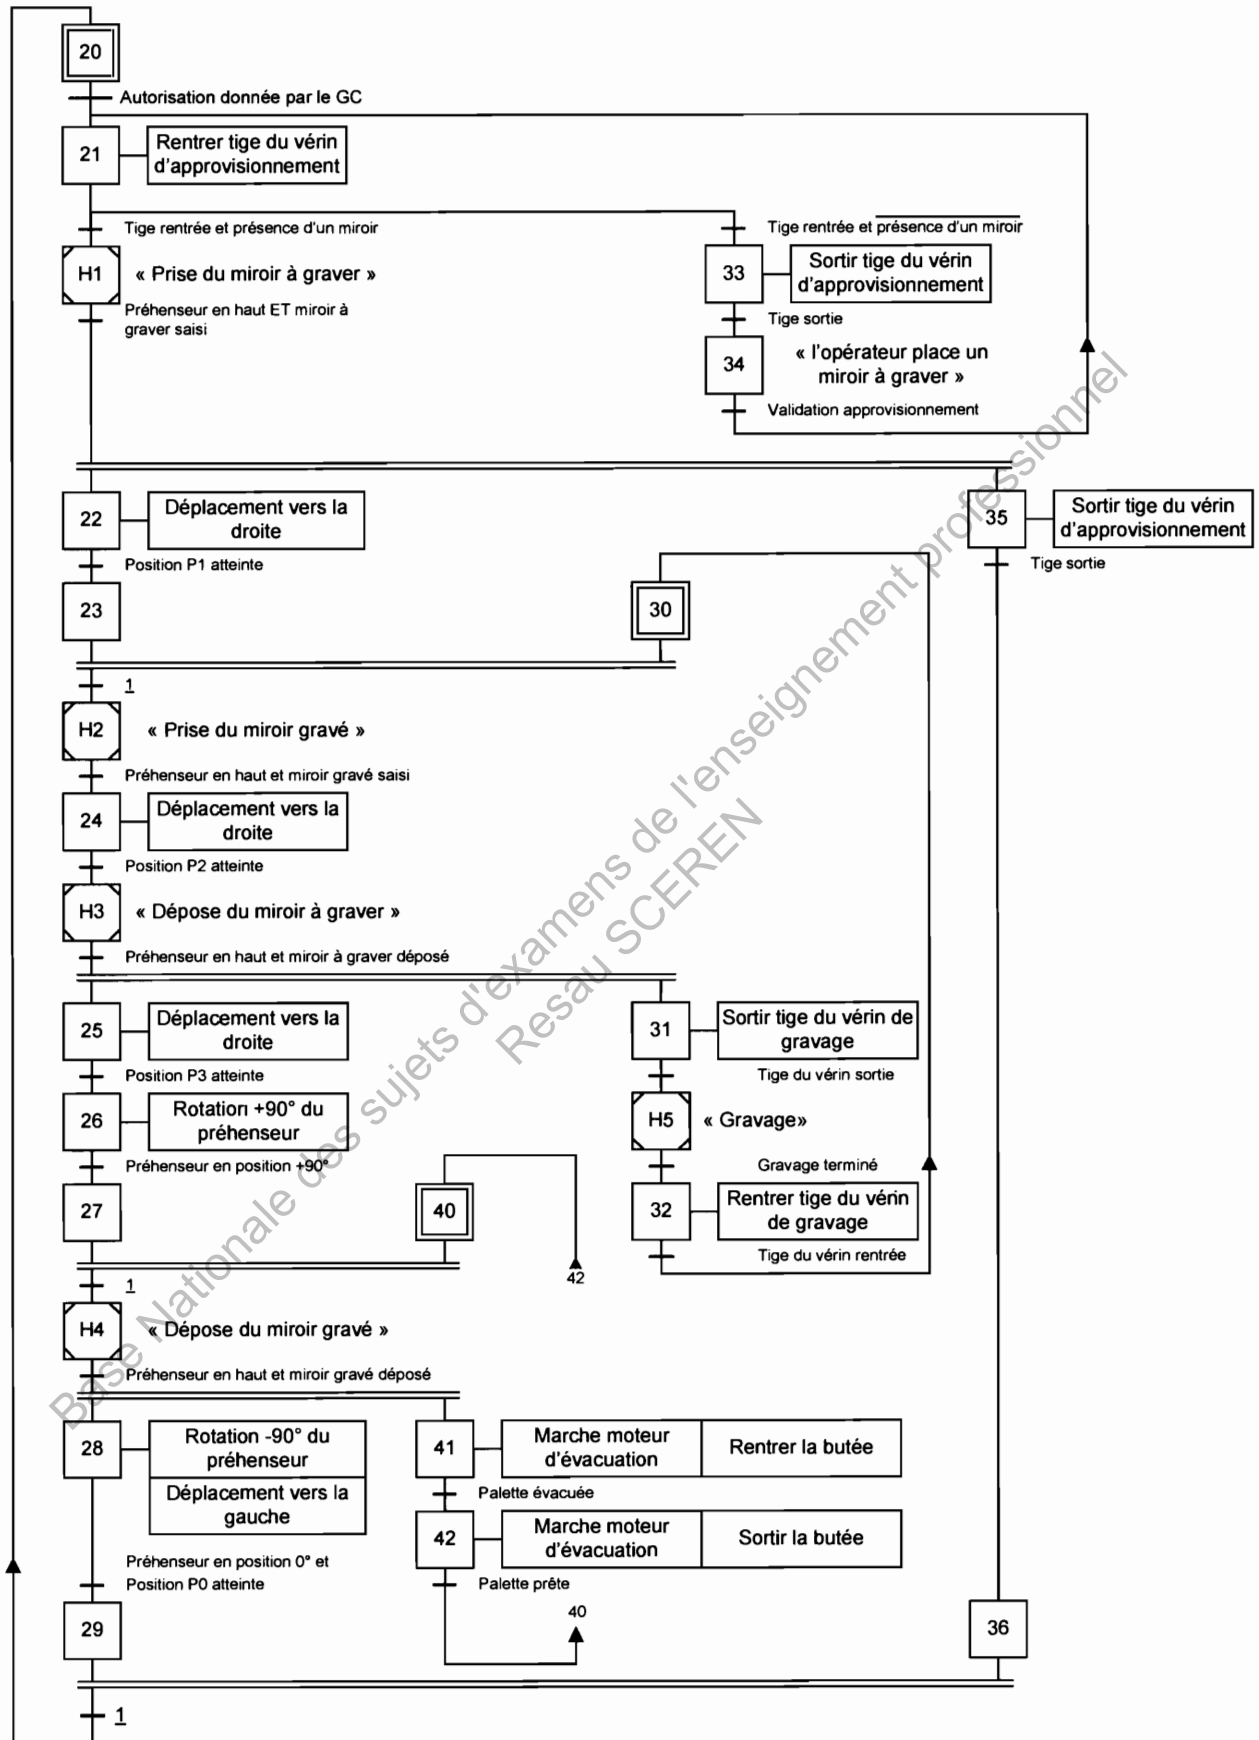 20
Autorisation donnée par le GC
21
Rentrer tige du vérin
d'approvisionnement
Tige rentrée et présence d'un miroir
Tige rentrée et présence d'un miroir
H1
« Prise du miroir à graver »
33
Sortir tige du vérin
d'approvisionnement
Préhenseur en haut ET miroir à
graver saisi
Tige sortie
34
« l'opérateur place un
miroir à graver »
Validation approvisionnement
22
Déplacement vers la
droite
35
Sortir tige du vérin
d'approvisionnement
Position P1 atteinte
Tige sortie
23
30
1
H2
« Prise du miroir gravé »
Préhenseur en haut et miroir gravé saisi
24
Déplacement vers la
droite
Position P2 atteinte
H3
« Dépose du miroir à graver »
Préhenseur en haut et miroir à graver déposé
25
Déplacement vers la
droite
31
Sortir tige du vérin de
gravage
Position P3 atteinte
Tige du vérin sortie
26
Rotation +90° du
préhenseur
H5
« Gravage»
Préhenseur en position +90°
Gravage terminé
27
40
32
Rentrer tige du vérin
de gravage
Tige du vérin rentrée
42
1
H4
« Dépose du miroir gravé »
Préhenseur en haut et miroir gravé déposé
28
Rotation -90° du
préhenseur
Déplacement vers la
gauche
41
Marche moteur
d'évacuation
Rentrer la butée
Palette évacuée
42
Marche moteur
d'évacuation
Sortir la butée
Préhenseur en position 0° et
Position P0 atteinte
Palette prête
40
29
36
1
Base Nationale des sujets d'examens de l'enseignement professionnel
Resau SCEREN